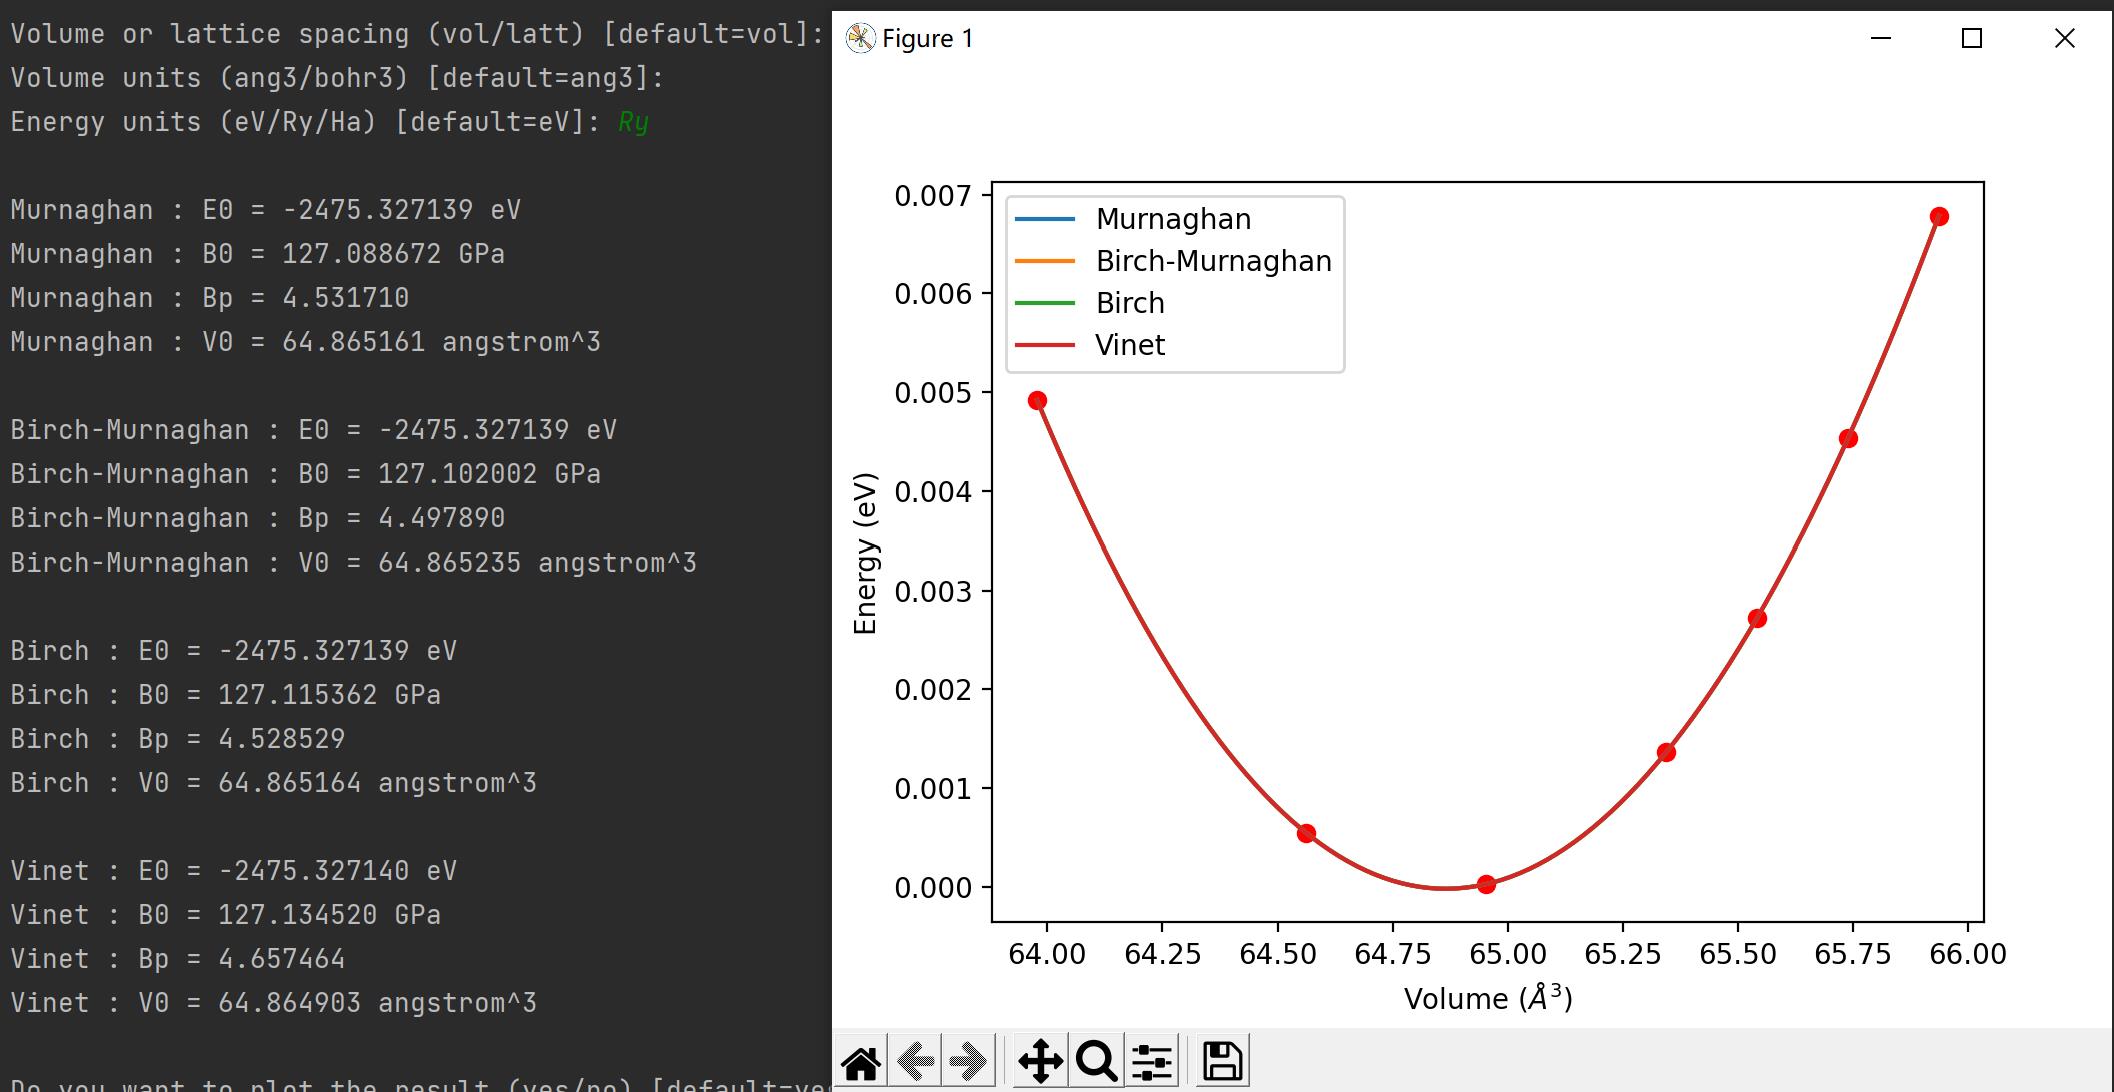 Volume or lattice spacing (vol/latt) [default=vol]:
Volume units (ang3/bohr3) [default=ang3]:
Energy units (eV/Ry/Ha) [default=eV]: Ry
Murnaghan : E0 = -2475.327139 eV
Murnaghan : B0 = 127.088672 GPa
Murnaghan : Bp = 4.531710
Murnaghan : V0 = 64.865161 angstrom^3
Birch-Murnaghan : E0 = -2475.327139 eV
Birch-Murnaghan : B0 = 127.102002 GPa
Birch-Murnaghan : Bp = 4.497890
Birch-Murnaghan : V0 = 64.865235 angstrom^3
Birch : E0 = -2475.327139 eV
Birch : B0 = 127.115362 GPa
Birch : Bp = 4.528529
Birch : V0 = 64.865164 angstrom^3
Vinet : E0 = -2475.327140 eV
Vinet : B0 = 127.134520 GPa
Vinet : Bp = 4.657464
Vinet : V0 = 64.864903 angstrom^3
Do you want to plot the result (yes/no) [default=yes
Figure 1
0.007
0.006
0.005
0.004
0.003
0.002
0.001
0.000
Energy (eV)
Murnaghan
Birch-Murnaghan
Birch
Vinet
64.00 64.25 64.50 64.75 65.00 65.25 65.50 65.75 66.00
Volume (Å³)